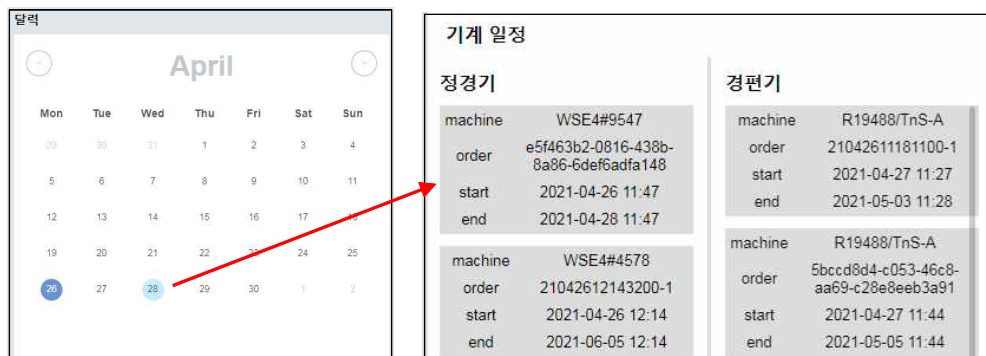 달력
April
Mon Tue Wed Thu Fri Sat Sun
29 30 31 1 2 3 4
5 6 7 8 9 10 11
12 13 14 15 16 17 18
19 20 21 22 23 24 25
26 27 28 29 30 1 2
기계 일정
정경기
machine WSE4#9547
order e5f463b2-0816-438b-
8a86-6def6adfa148
start 2021-04-26 11:47
end 2021-04-28 11:47
machine WSE4#4578
order 21042612143200-1
start 2021-04-26 12:14
end 2021-06-05 12:14
경편기
machine R19488/TnS-A
order 21042611181100-1
start 2021-04-27 11:27
end 2021-05-03 11:28
machine R19488/TnS-A
order 5bccd8d4-c053-46c8-
aa69-c28e8eeb3a91
start 2021-04-27 11:44
end 2021-05-05 11:44